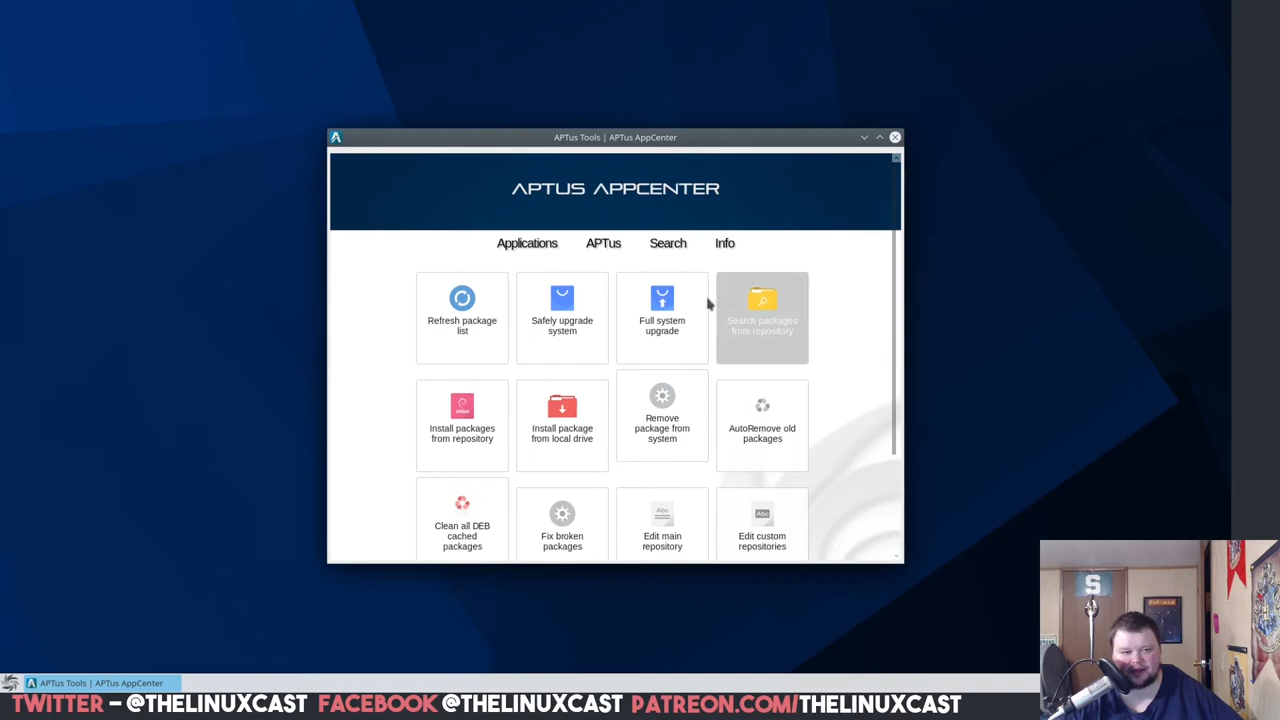 APTus Tools | APTus AppCenter
APTUS APPCENTER
Applications APTus Search Info
Refresh package
list
Safely upgrade
system
Full system
upgrade
Search packages
from repository
Install packages
from repository
Install package
from local drive
Remove
package from
system
AutoRemove old
packages
Clean all DEB
cached
packages
Fix broken
packages
Abc
Edit main
repository
Abc
Edit custom
repositories
S
APTus Tools | APTus AppCenter
TWITTER – @THELINUXCAST FACEBOOK @THELINUXCAST PATREON.COM/THELINUXCAST